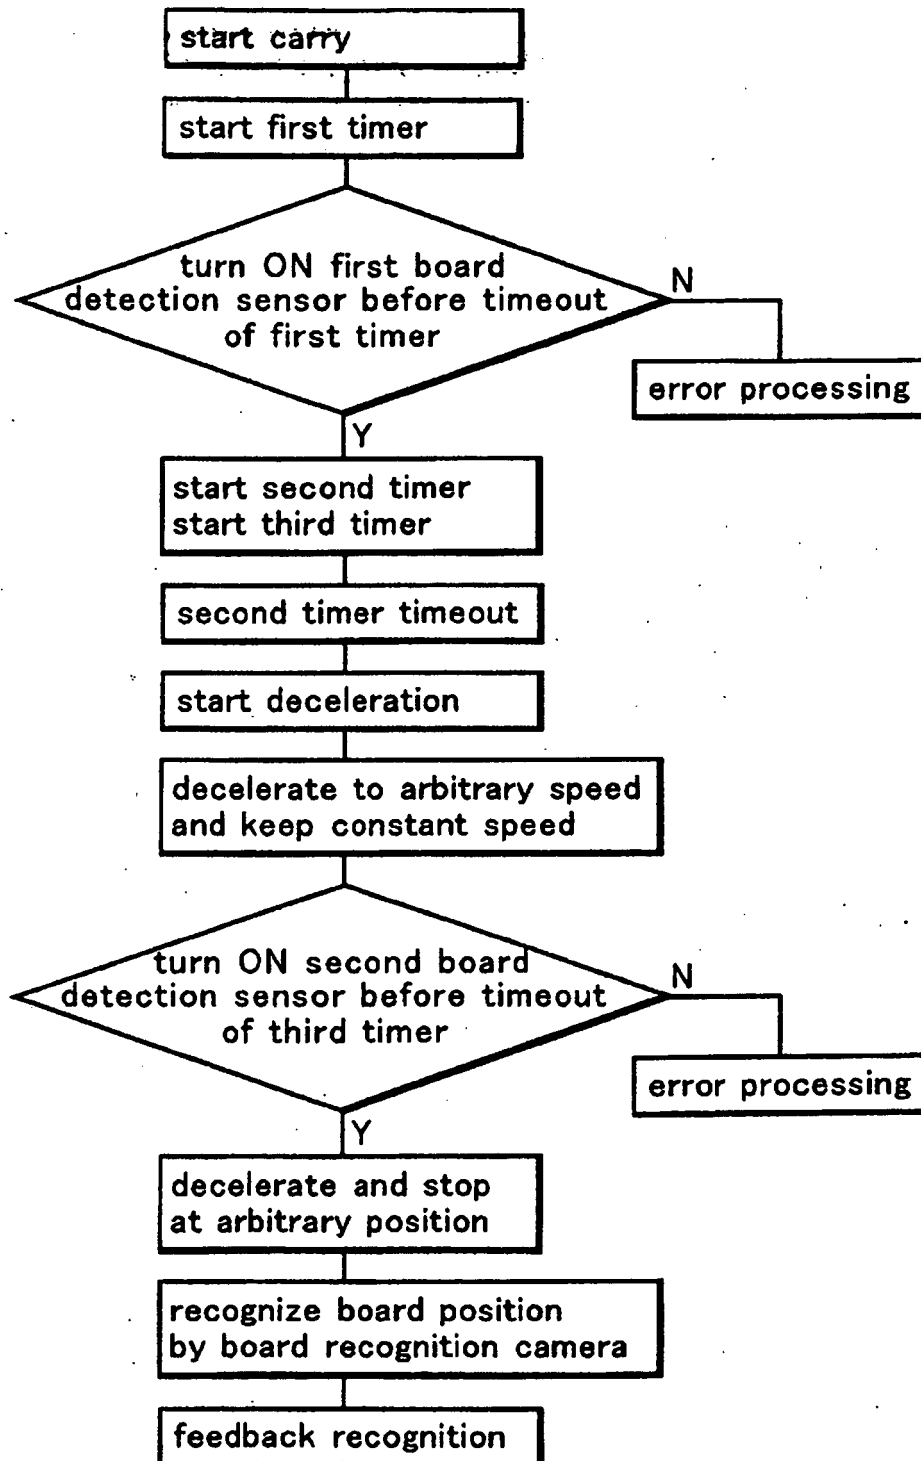 start carry
start first timer
turn ON first board
detection sensor before timeout
of first timer
N
error processing
Y
start second timer
start third timer
second timer timeout
start deceleration
decelerate to arbitrary speed
and keep constant speed
turn ON second board
detection sensor before timeout
of third timer
N
error processing
Y
decelerate and stop
at arbitrary position
recognize board position
by board recognition camera
feedback recognition